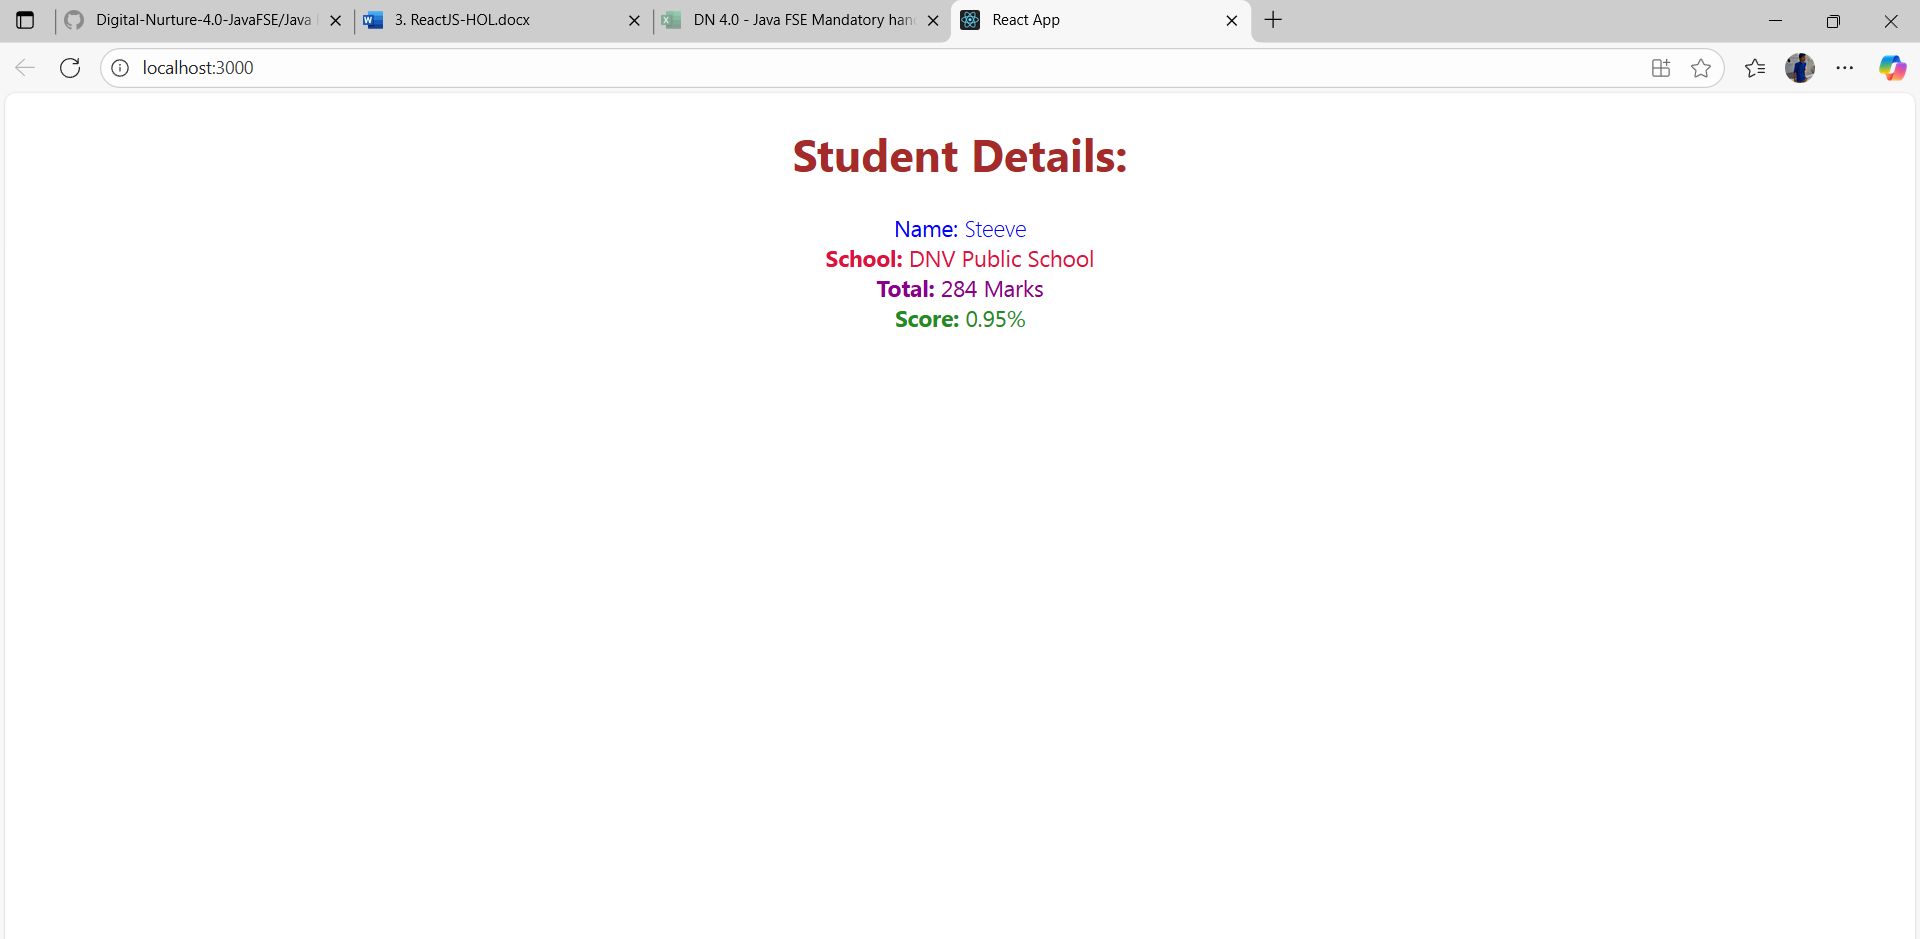 Digital-Nurture-4.0-JavaFSE/Java
3. ReactJS-HOL.docx
DN 4.0 - Java FSE Mandatory han
React App
localhost:3000
Student Details:
Name: Steeve
School: DNV Public School
Total: 284 Marks
Score: 0.95%